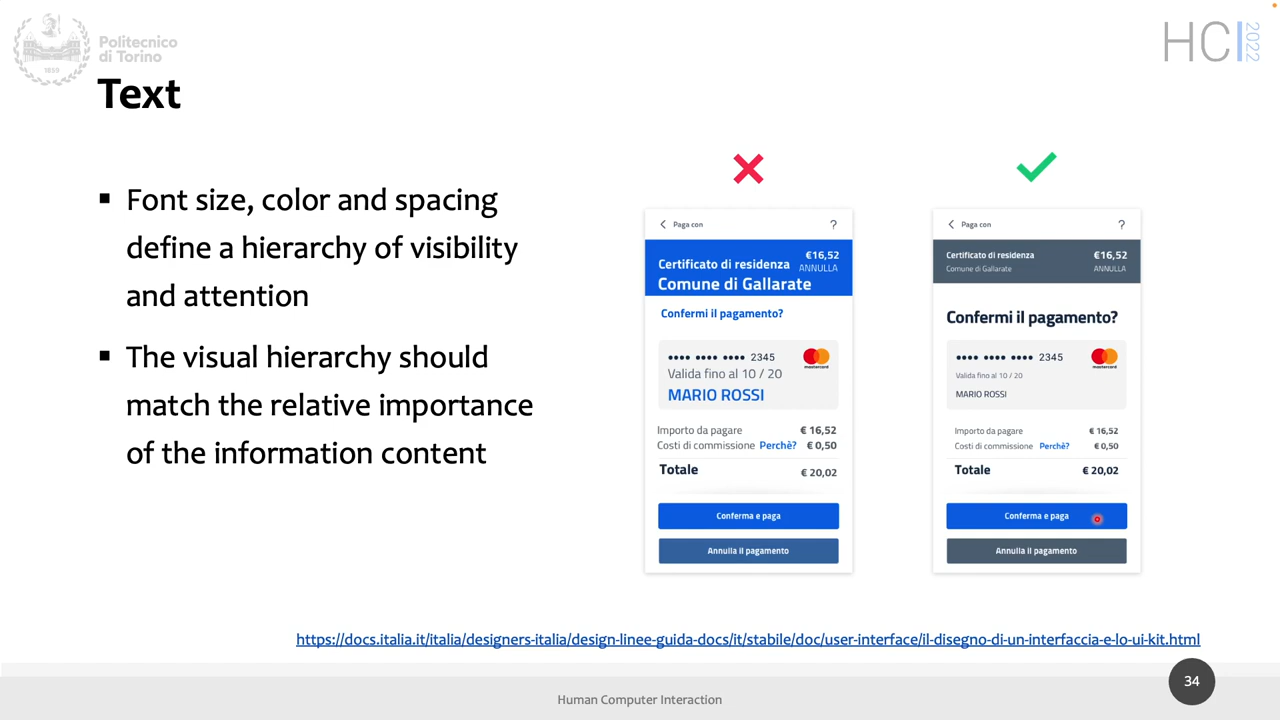 Politecnico
di Torino
1859
HCI 2022
Text
▪ Font size, color and spacing
define a hierarchy of visibility
and attention
▪ The visual hierarchy should
match the relative importance
of the information content
Paga con ?
Certificato di residenza €16,52
ANNULLA
Comune di Gallarate
Confermi il pagamento?
•••• •••• •••• 2345
mastercard
Valida fino al 10 / 20
MARIO ROSSI
Importo da pagare € 16,52
Costi di commissione Perchè? € 0,50
Totale € 20,02
Conferma e paga
Annulla il pagamento
Paga con ?
Certificato di residenza €16,52
Comune di Gallarate ANNULLA
Confermi il pagamento?
•••• •••• •••• 2345
mastercard
Valida fino al 10 / 20
MARIO ROSSI
Importo da pagare € 16,52
Costi di commissione Perchè? € 0,50
Totale € 20,02
Conferma e paga
Annulla il pagamento
https://docs.italia.it/italia/designers-italia/design-linee-guida-docs/it/stabile/doc/user-interface/il-disegno-di-un-interfaccia-e-lo-ui-kit.html
Human Computer Interaction
34